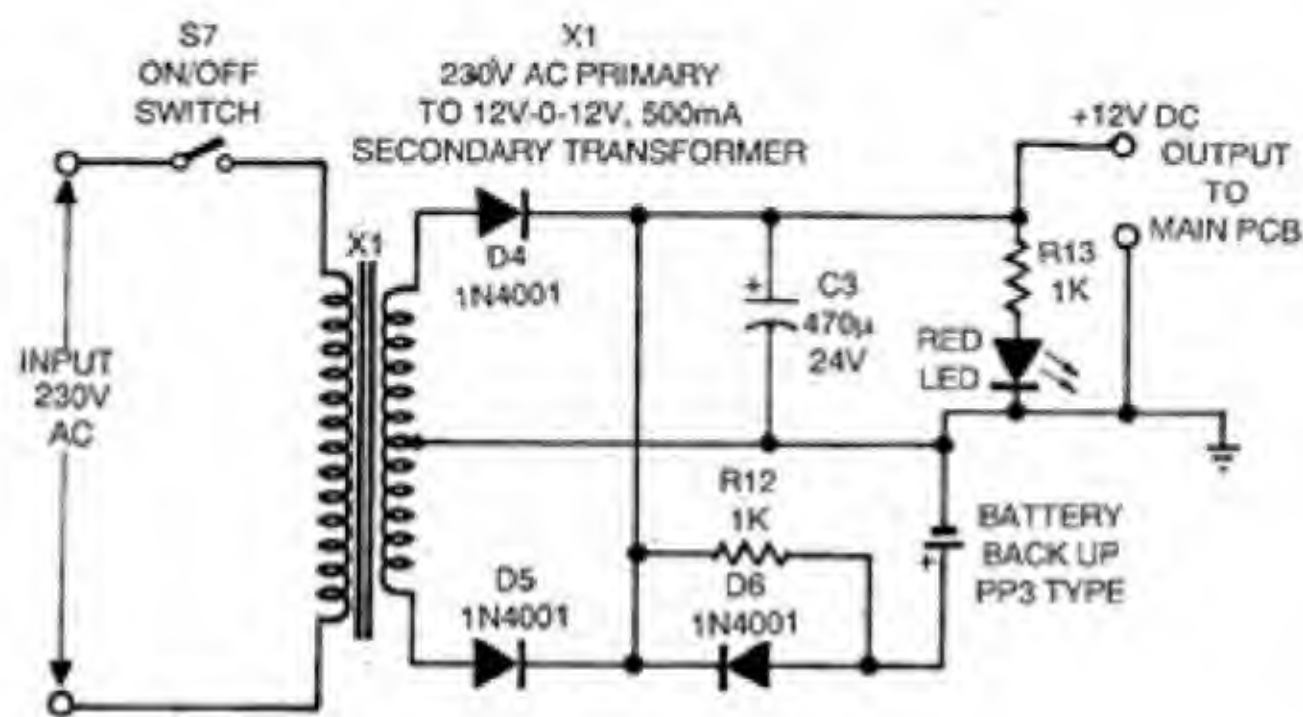 S7
ON/OFF
SWITCH
X1
230V AC PRIMARY
TO 12V-0-12V, 500mA
SECONDARY TRANSFORMER
+12V DC
OUTPUT
TO
MAIN PCB
X1
D4
1N4001
+
C3
470µ
24V
R13
1K
RED
LED
INPUT
230V
AC
R12
1K
D5
1N4001
D6
1N4001
+
BATTERY
BACK UP
PP3 TYPE